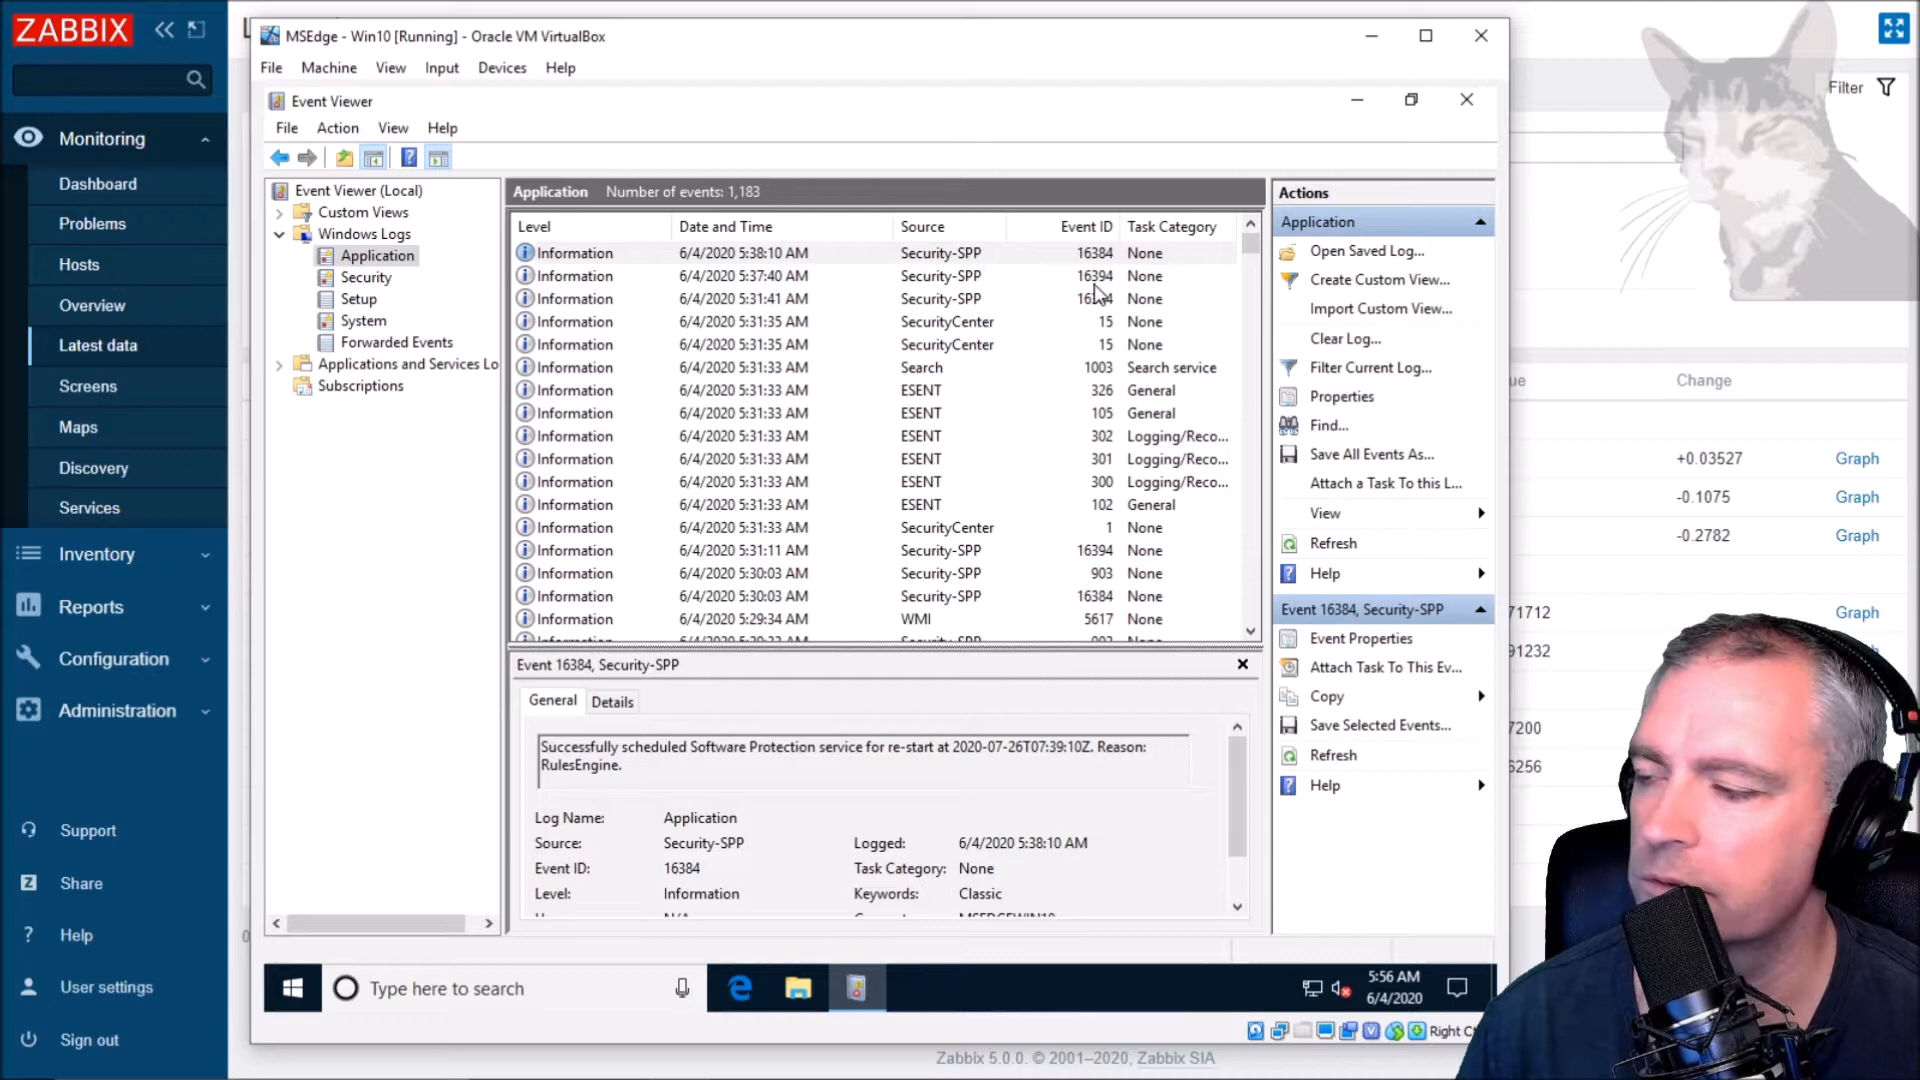 ZABBIX
Monitoring
Dashboard
Problems
Hosts
Overview
Latest data
Screens
Maps
Discovery
Services
Inventory
Reports
Configuration
Administration
Support
Share
Help
User settings
Sign out
MSEdge - Win10 [Running] - Oracle VM VirtualBox
File Machine View Input Devices Help
Event Viewer
File Action View Help
Event Viewer (Local)
Custom Views
Windows Logs
Application
Security
Setup
System
Forwarded Events
Applications and Services Lo
Subscriptions
Application Number of events: 1,183
Level Date and Time Source Event ID Task Category
Information 6/4/2020 5:38:10 AM Security-SPP 16384 None
Information 6/4/2020 5:37:40 AM Security-SPP 16394 None
Information 6/4/2020 5:31:41 AM Security-SPP None
Information 6/4/2020 5:31:35 AM SecurityCenter 15 None
Information 6/4/2020 5:31:35 AM SecurityCenter 15 None
Information 6/4/2020 5:31:33 AM Search 1003 Search service
Information 6/4/2020 5:31:33 AM ESENT 326 General
Information 6/4/2020 5:31:33 AM ESENT 105 General
Information 6/4/2020 5:31:33 AM ESENT 302 Logging/Reco...
Information 6/4/2020 5:31:33 AM ESENT 301 Logging/Reco...
Information 6/4/2020 5:31:33 AM ESENT 300 Logging/Reco...
Information 6/4/2020 5:31:33 AM ESENT 102 General
Information 6/4/2020 5:31:33 AM SecurityCenter 1 None
Information 6/4/2020 5:31:11 AM Security-SPP 16394 None
Information 6/4/2020 5:30:03 AM Security-SPP 903 None
Information 6/4/2020 5:30:03 AM Security-SPP 16384 None
Information 6/4/2020 5:29:34 AM WMI 5617 None
Event 16384, Security-SPP
General Details
Successfully scheduled Software Protection service for re-start at 2020-07-26T07:39:10Z. Reason:
RulesEngine.
Log Name: Application
Source: Security-SPP Logged: 6/4/2020 5:38:10 AM
Event ID: 16384 Task Category: None
Level: Information Keywords: Classic
Actions
Application
Open Saved Log...
Create Custom View...
Import Custom View...
Clear Log...
Filter Current Log...
Properties
Find...
Save All Events As...
Attach a Task To this L...
View
Refresh
Help
Event 16384, Security-SPP
Event Properties
Attach Task To This Ev...
Copy
Save Selected Events...
Refresh
Help
Type here to search
5:56 AM
6/4/2020
Right C
Filter
ue Change
+0.03527 Graph
-0.1075 Graph
-0.2782 Graph
71712 Graph
91232
7200
6256
Zabbix 5.0.0. © 2001–2020, Zabbix SIA